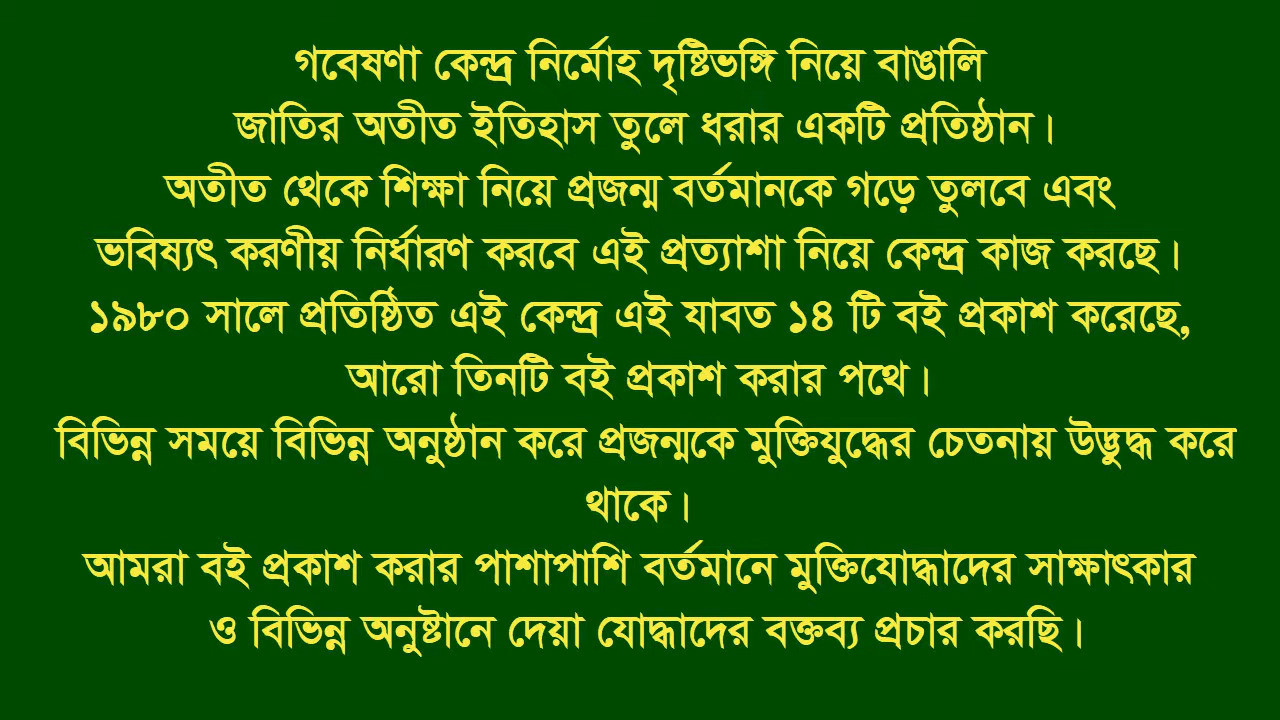 গবেষণা কেন্দ্র নির্মোহ দৃষ্টিভঙ্গি নিয়ে বাঙালি
জাতির অতীত ইতিহাস তুলে ধরার একটি প্রতিষ্ঠান।
অতীত থেকে শিক্ষা নিয়ে প্রজন্ম বর্তমানকে গড়ে তুলবে এবং
ভবিষ্যৎ করণীয় নির্ধারণ করবে এই প্রত্যাশা নিয়ে কেন্দ্র কাজ করছে।
১৯৮০ সালে প্রতিষ্ঠিত এই কেন্দ্র এই যাবত ১৪ টি বই প্রকাশ করেছে,
আরো তিনটি বই প্রকাশ করার পথে।
বিভিন্ন সময়ে বিভিন্ন অনুষ্ঠান করে প্রজন্মকে মুক্তিযুদ্ধের চেতনায় উদ্ভুদ্ধ করে
থাকে।
আমরা বই প্রকাশ করার পাশাপাশি বর্তমানে মুক্তিযোদ্ধাদের সাক্ষাৎকার
ও বিভিন্ন অনুষ্টানে দেয়া যোদ্ধাদের বক্তব্য প্রচার করছি।